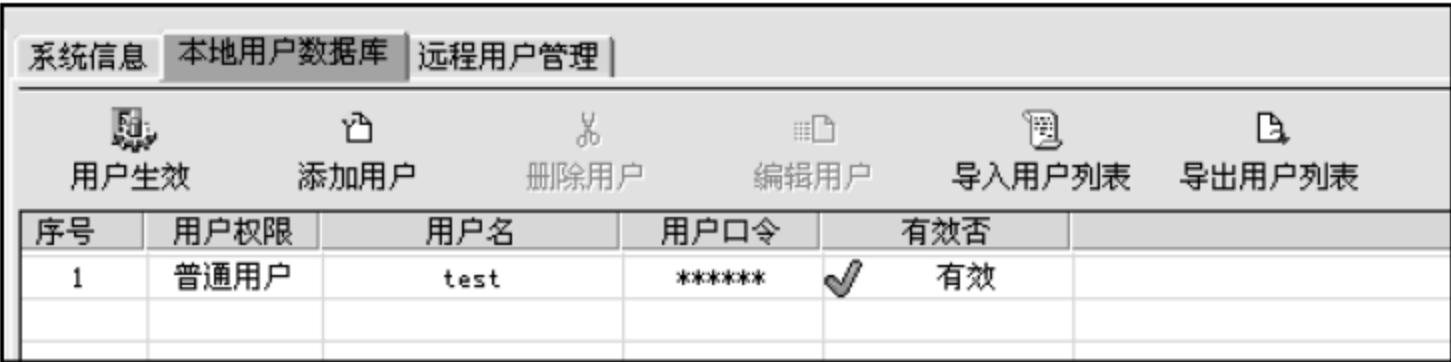 系统信息 本地用户数据库 远程用户管理
用户生效 添加用户 删除用户 编辑用户 导入用户列表 导出用户列表
序号 用户权限 用户名 用户口令 有效否
1 普通用户 test ****** 有效